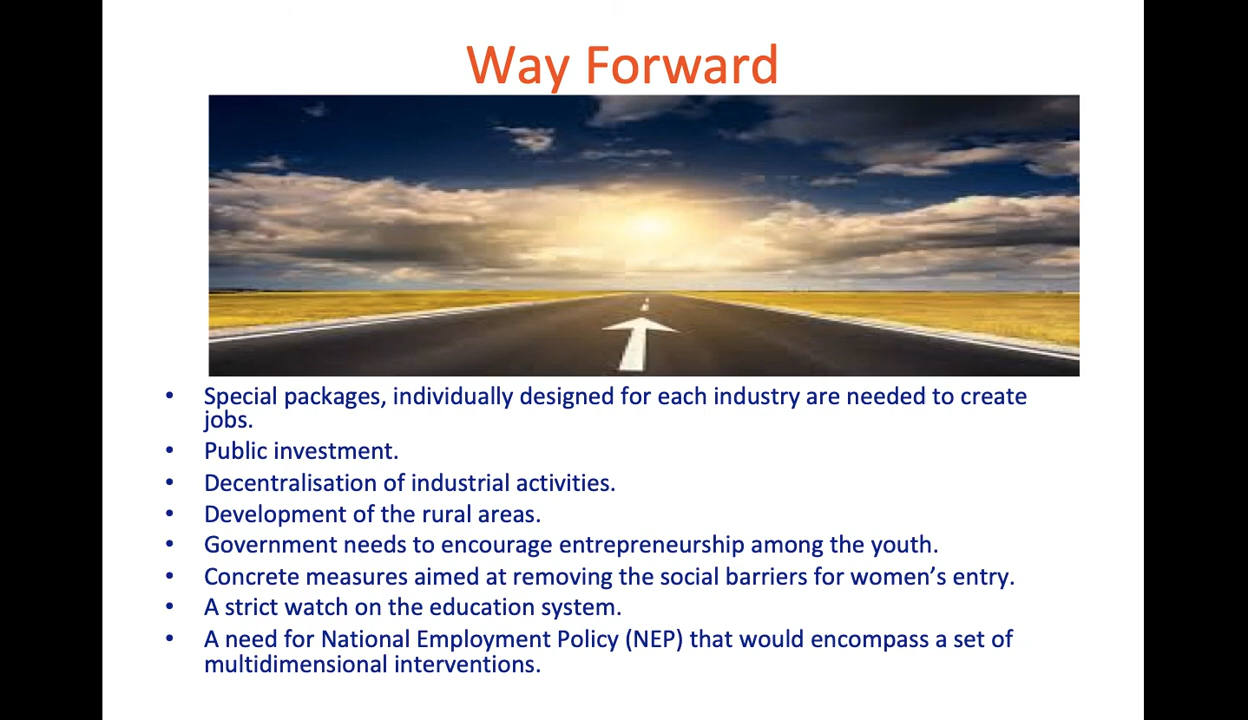 Way Forward
• Special packages, individually designed for each industry are needed to create
jobs.
• Public investment.
• Decentralisation of industrial activities.
• Development of the rural areas.
• Government needs to encourage entrepreneurship among the youth.
• Concrete measures aimed at removing the social barriers for women’s entry.
• A strict watch on the education system.
• A need for National Employment Policy (NEP) that would encompass a set of
multidimensional interventions.